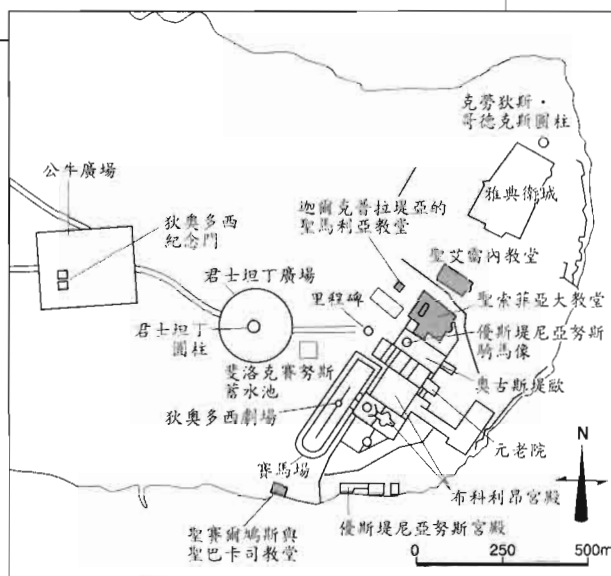 克勞狄斯·
哥德克斯圓柱
公牛廣場
雅典衛城
狄奧多西
紀念門
迦爾克普拉堤亞的
聖馬利亞教堂
聖艾雷內教堂
君士坦丁廣場
里程碑
聖索菲亞大教堂
君士坦丁
圓柱
優斯堤尼亞努斯
騎馬像
斐洛克賽努斯
蓄水池
奧古斯堤歐
狄奧多西劇場
元老院
N
賽馬場
布科利昂宮殿
聖賽爾鳩斯與
聖巴卡司教堂
優斯堤尼亞努斯宮殿
0 250 500m